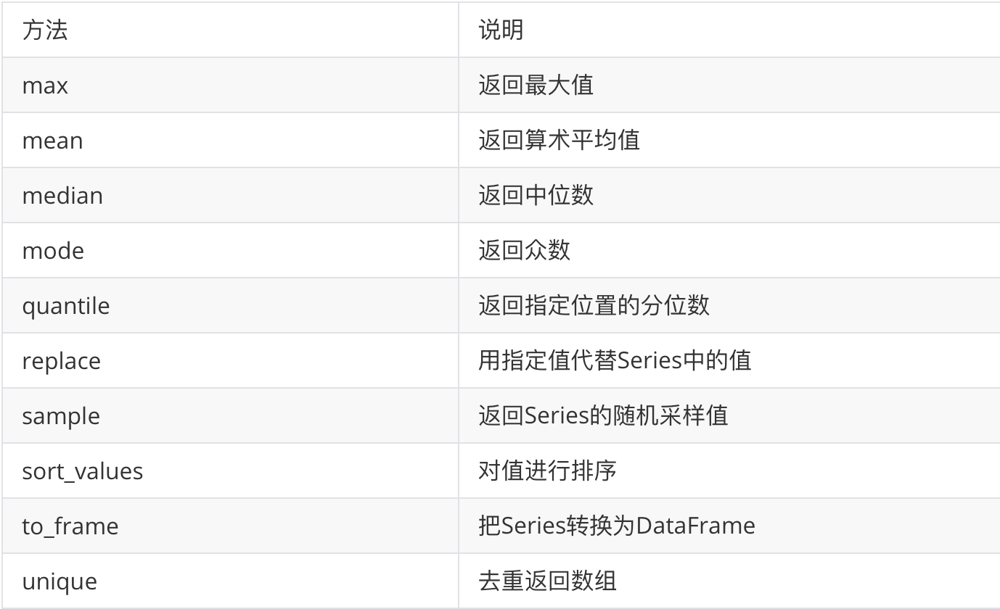 方法 说明
max 返回最大值
mean 返回算术平均值
median 返回中位数
mode 返回众数
quantile 返回指定位置的分位数
replace 用指定值代替Series中的值
sample 返回Series的随机采样值
sort_values 对值进行排序
to_frame 把Series转换为DataFrame
unique 去重返回数组